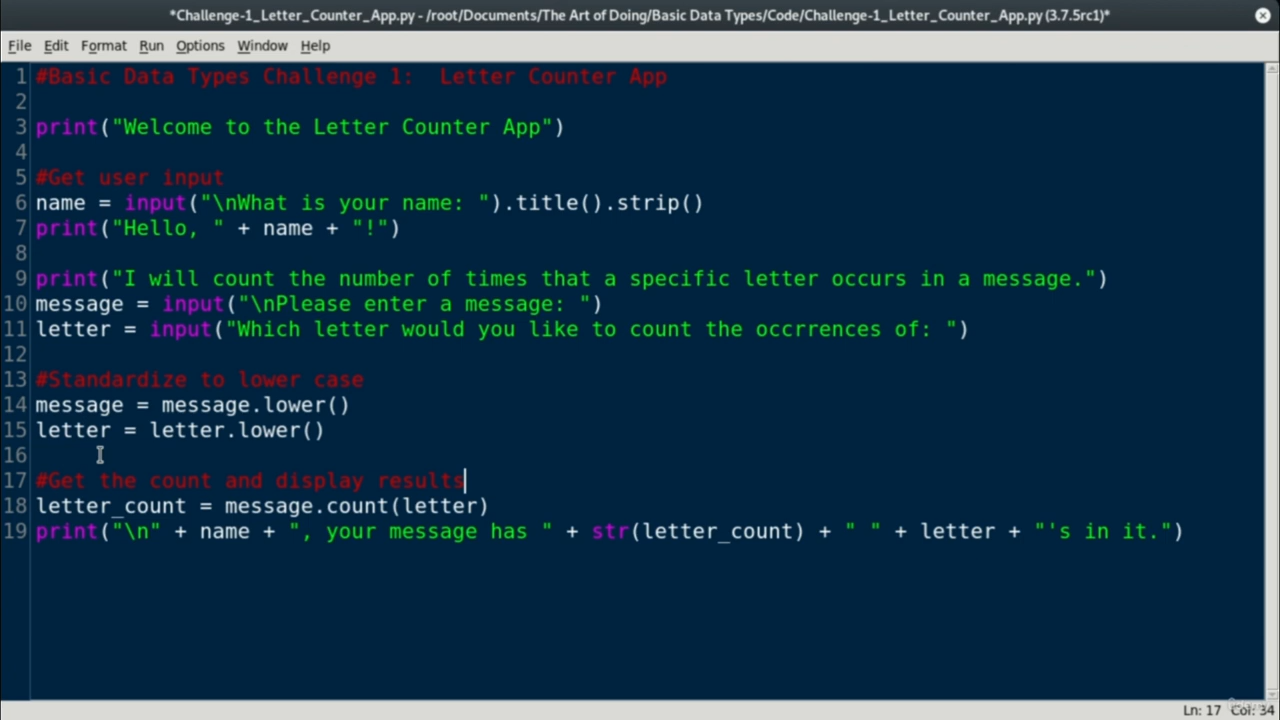 *Challenge-1_Letter_Counter_App.py - /root/Documents/The Art of Doing/Basic Data Types/Code/Challenge-1_Letter_Counter_App.py (3.7.5rc1)*
File Edit Format Run Options Window Help
1 #Basic Data Types Challenge 1:  Letter Counter App
2
3 print("Welcome to the Letter Counter App")
4
5 #Get user input
6 name = input("\nWhat is your name: ").title().strip()
7 print("Hello, " + name + "!")
8
9 print("I will count the number of times that a specific letter occurs in a message.")
10 message = input("\nPlease enter a message: ")
11 letter = input("Which letter would you like to count the occrrences of: ")
12
13 #Standardize to lower case
14 message = message.lower()
15 letter = letter.lower()
16
17 #Get the count and display results
18 letter_count = message.count(letter)
19 print("\n" + name + ", your message has " + str(letter_count) + " " + letter + "'s in it.")
Ln: 17 Col: 34